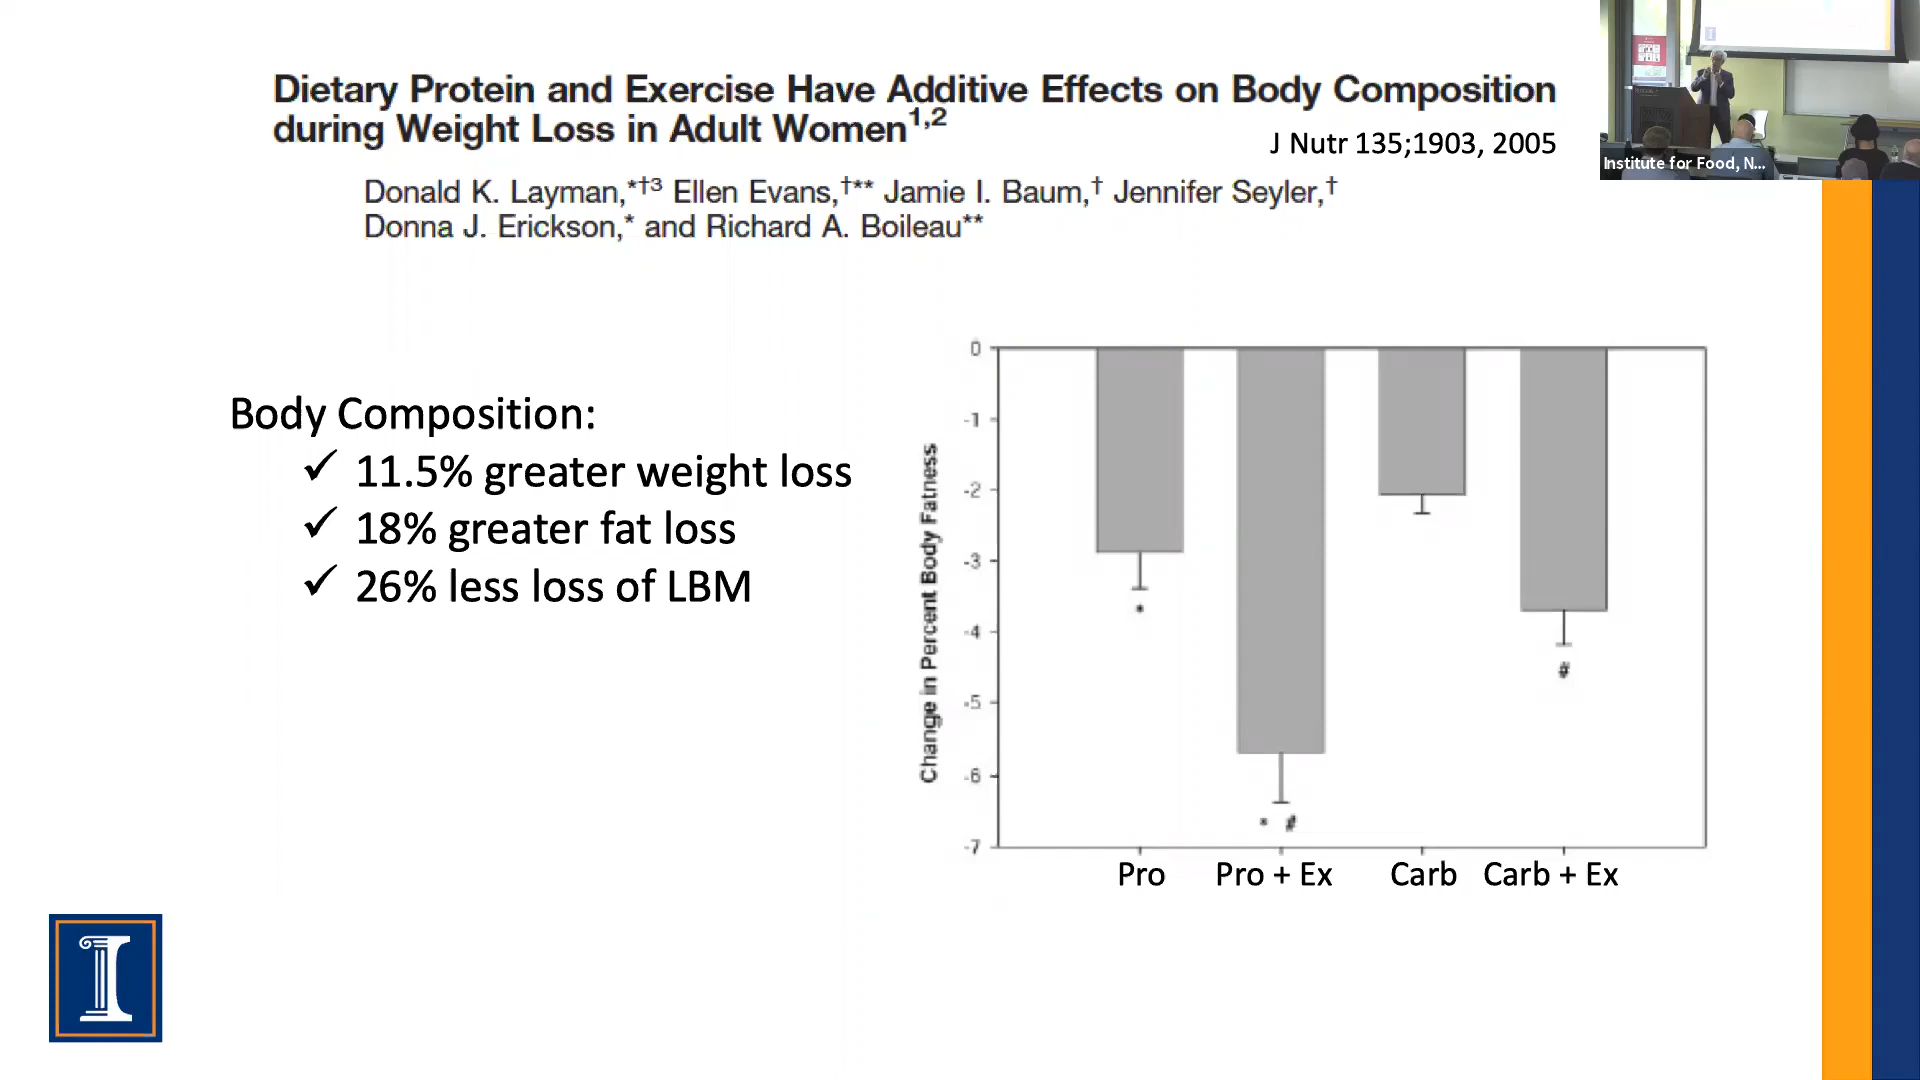 Dietary Protein and Exercise Have Additive Effects on Body Composition
during Weight Loss in Adult Women1,2
J Nutr 135;1903, 2005
Donald K. Layman,*†3 Ellen Evans,†** Jamie I. Baum,† Jennifer Seyler,†
Donna J. Erickson,* and Richard A. Boileau**
Institute for Food, N...
Body Composition:
✓ 11.5% greater weight loss
✓ 18% greater fat loss
✓ 26% less loss of LBM
Change in Percent Body Fatness
0
-1
-2
-3
-4
-5
-6
-7
*
* #
#
Pro Pro + Ex Carb Carb + Ex
I